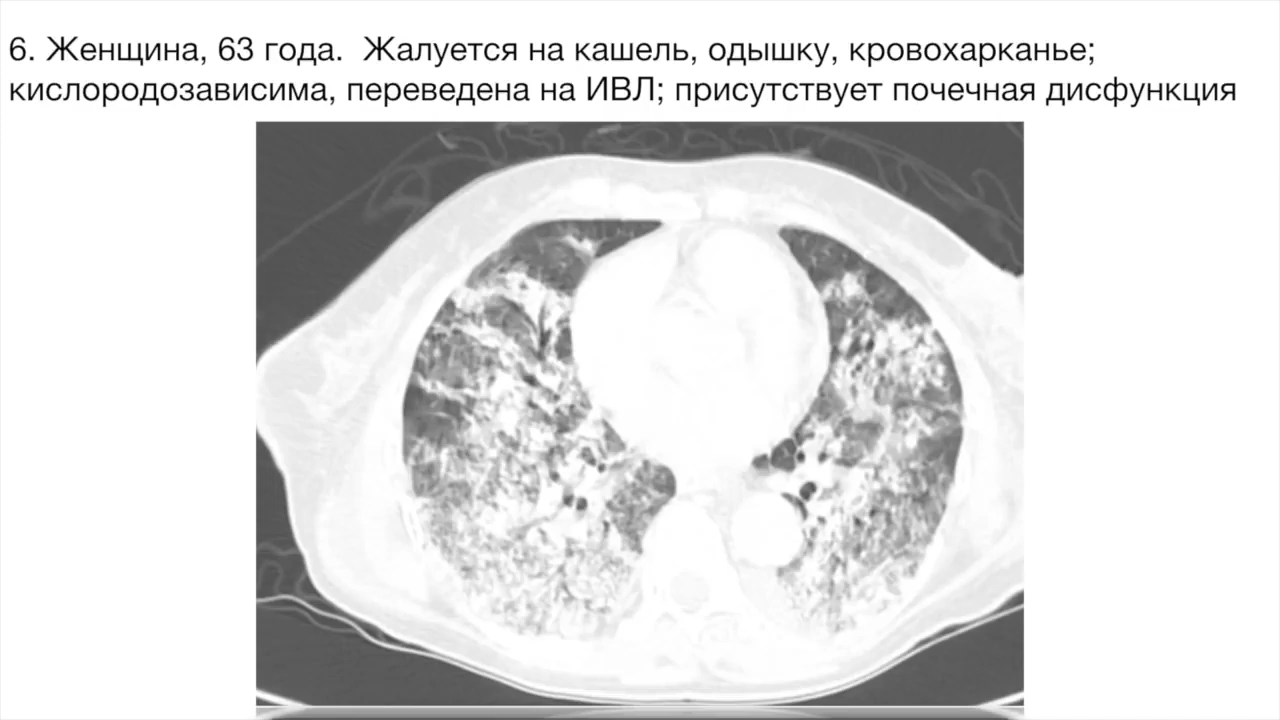 6. Женщина, 63 года.  Жалуется на кашель, одышку, кровохарканье;
кислородозависима, переведена на ИВЛ; присутствует почечная дисфункция